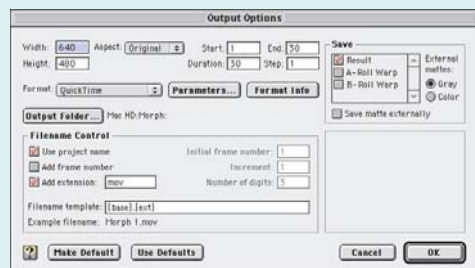 Output Options
Width: 640 Aspect: Original Start: 1 End: 30
Height: 480 Duration: 30 Step: 1
Format: QuickTime Parameters... Format Info
Output Folder... Mac HD:Morph:
Save
Result
A-Roll Warp
B-Roll Warp
External mattes:
Gray
Color
Save matte externally
Filename Control
Use project name Initial frame number: 1
Add frame number Increment: 1
Add extension: mov Number of digits: 3
Filename template: [base].[ext]
Example filename: Morph 1.mov
? Make Default Use Defaults Cancel OK